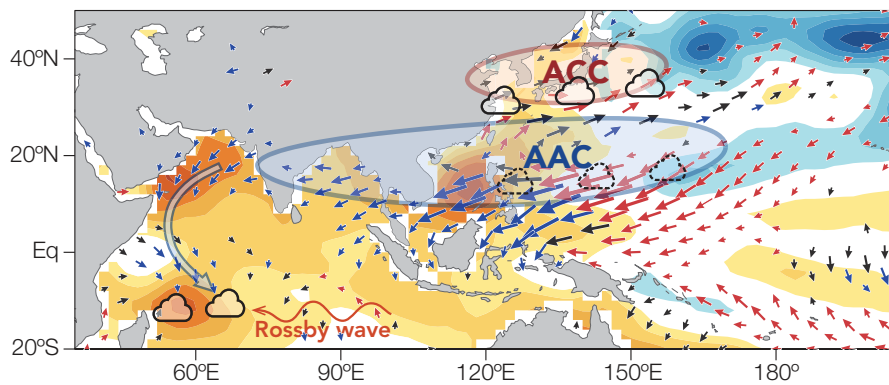 40ºN
ACC
20ºN
AAC
Eq
Rossby wave
20ºS
60ºE
90ºE
120ºE
150ºE
180º